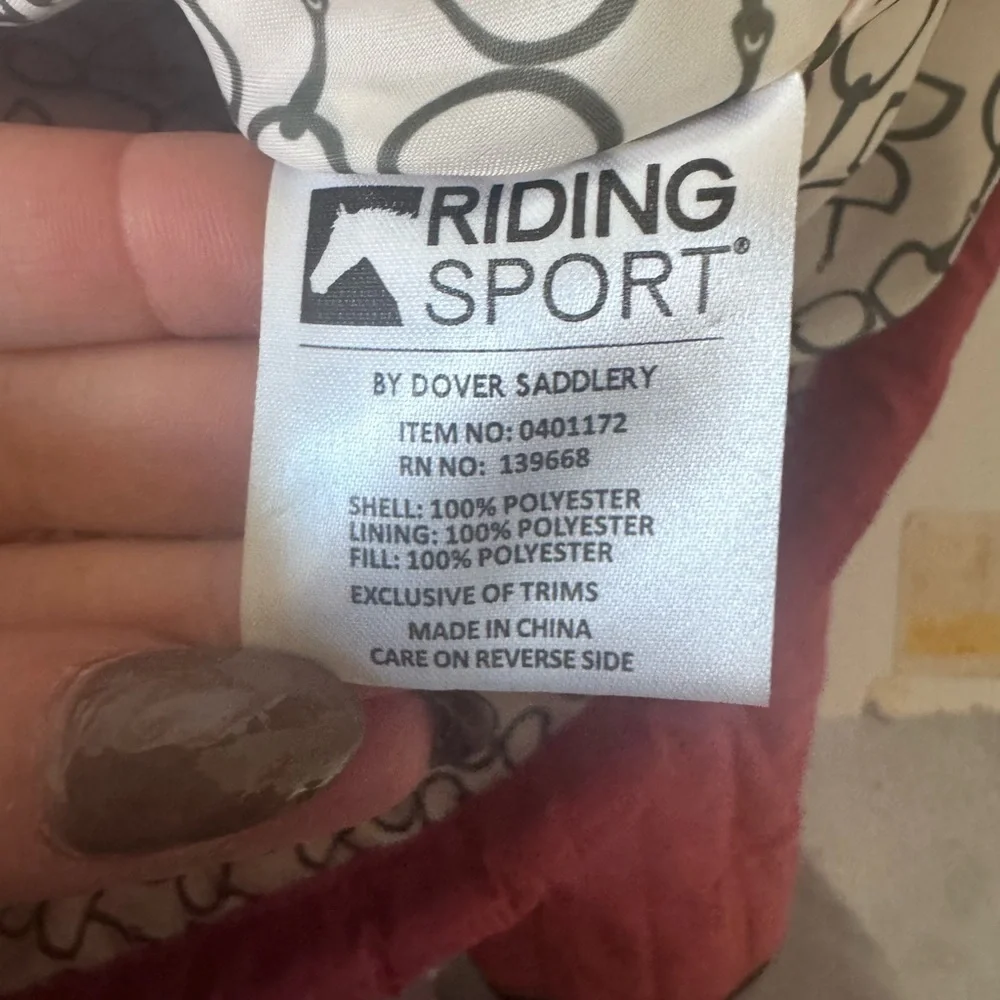 RIDING
SPORT®
BY DOVER SADDLERY
ITEM NO: 0401172
RN NO: 139668
SHELL: 100% POLYESTER
LINING: 100% POLYESTER
FILL: 100% POLYESTER
EXCLUSIVE OF TRIMS
MADE IN CHINA
CARE ON REVERSE SIDE